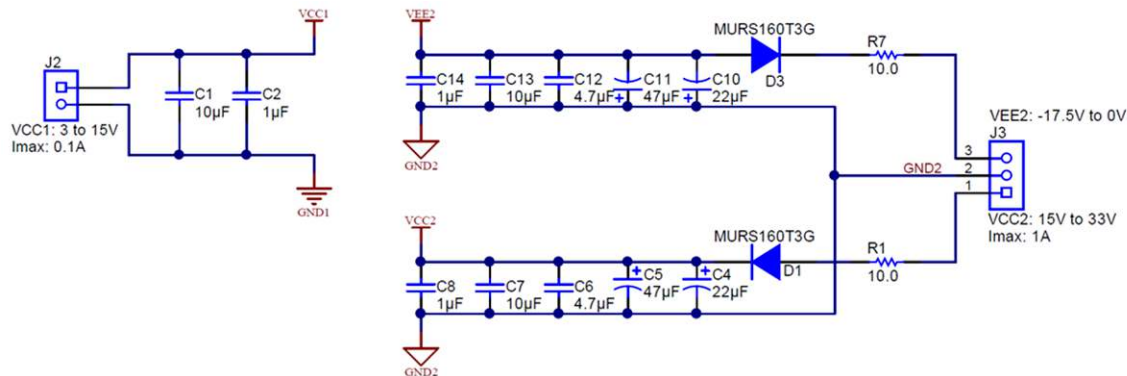 VCC1
J2
C1
10µF
C2
1µF
VCC1: 3 to 15V
Imax: 0.1A
GND1
VEE2
MURS160T3G
D3
R7
10.0
C14
1µF
C13
10µF
C12
4.7µF
C11
47µF
+
C10
22µF
+
GND2
VEE2: -17.5V to 0V
J3
3
2
1
GND2
VCC2: 15V to 33V
Imax: 1A
VCC2
MURS160T3G
D1
R1
10.0
C8
1µF
C7
10µF
C6
4.7µF
+
C5
47µF
+
C4
22µF
GND2